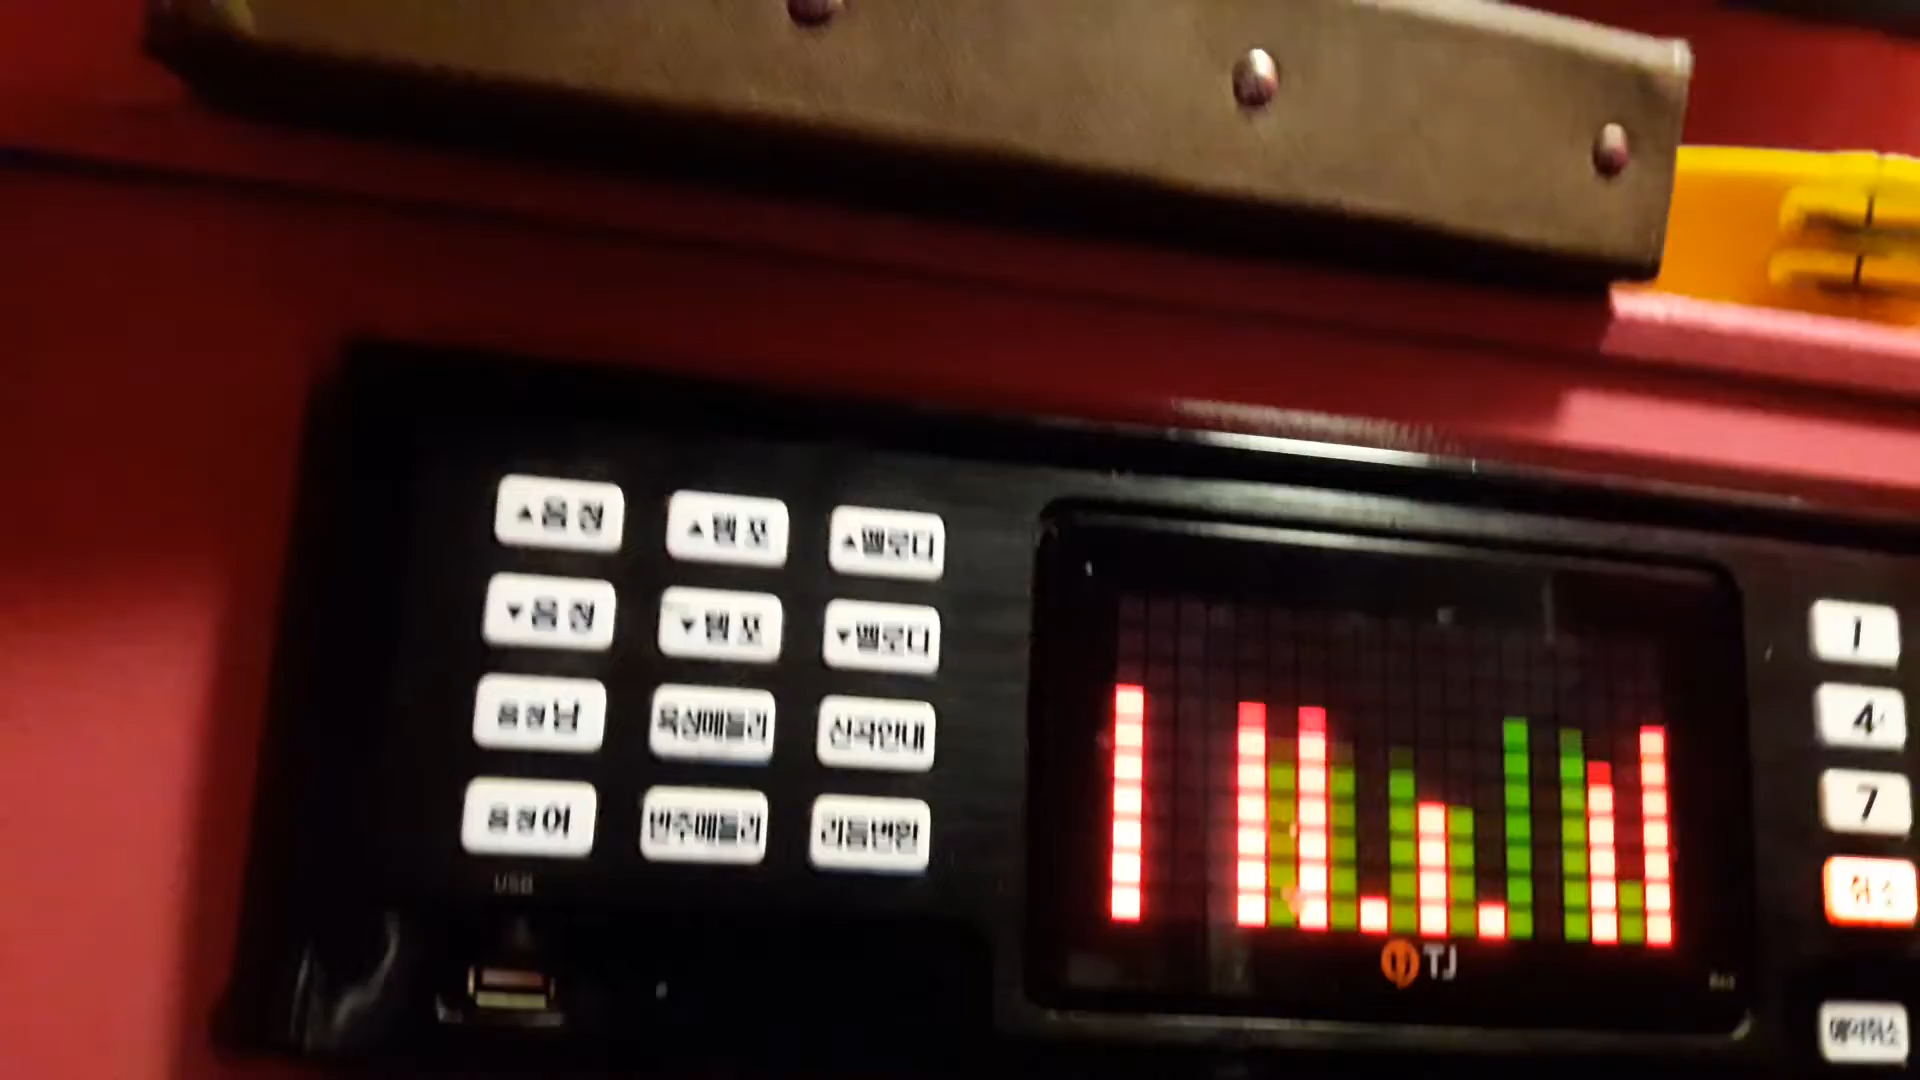 ▲음정 ▲템포 ▲멜로디
▼음정 ▼템포 ▼멜로디
음정남 육성메들리 신곡안내
음정여 반주메들리 리듬변환
USB
TJ
1
4
7
취소
예약취소